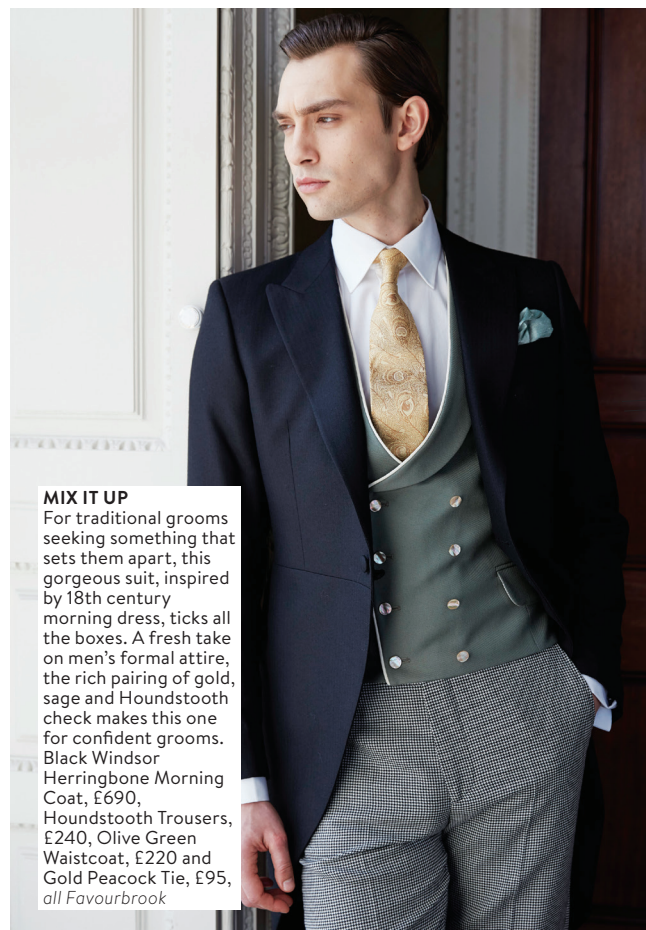 MIX IT UP
For traditional grooms
seeking something that
sets them apart, this
gorgeous suit, inspired
by 18th century
morning dress, ticks all
the boxes. A fresh take
on men’s formal attire,
the rich pairing of gold,
sage and Houndstooth
check makes this one
for confident grooms.
Black Windsor
Herringbone Morning
Coat, £690,
Houndstooth Trousers,
£240, Olive Green
Waistcoat, £220 and
Gold Peacock Tie, £95,
all Favourbrook